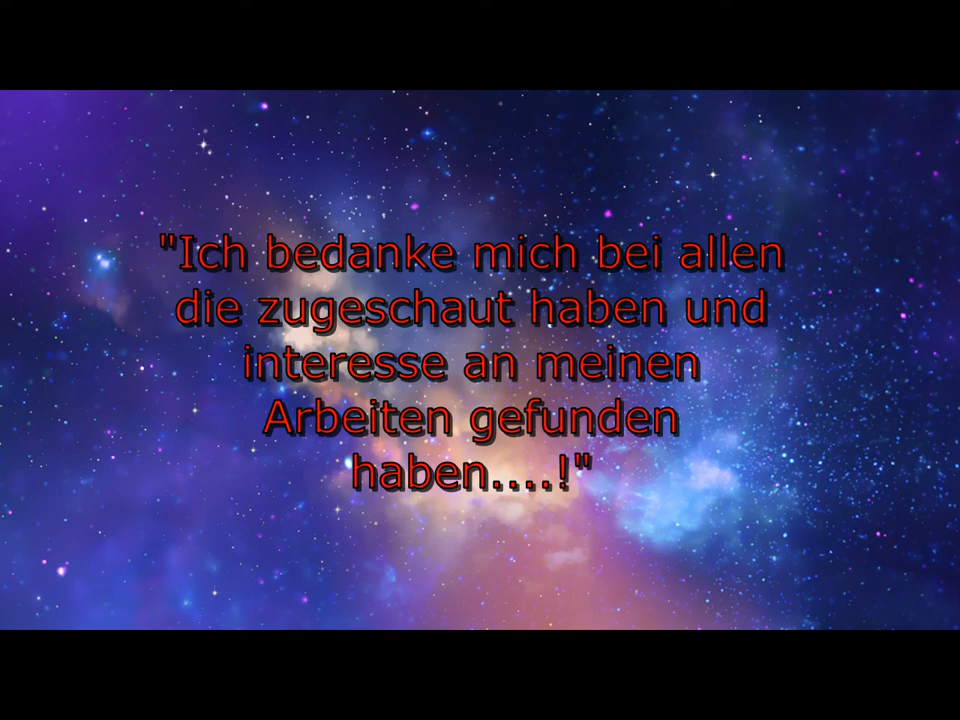 "Ich bedanke mich bei allen
die zugeschaut haben und
interesse an meinen
Arbeiten gefunden
haben....!"